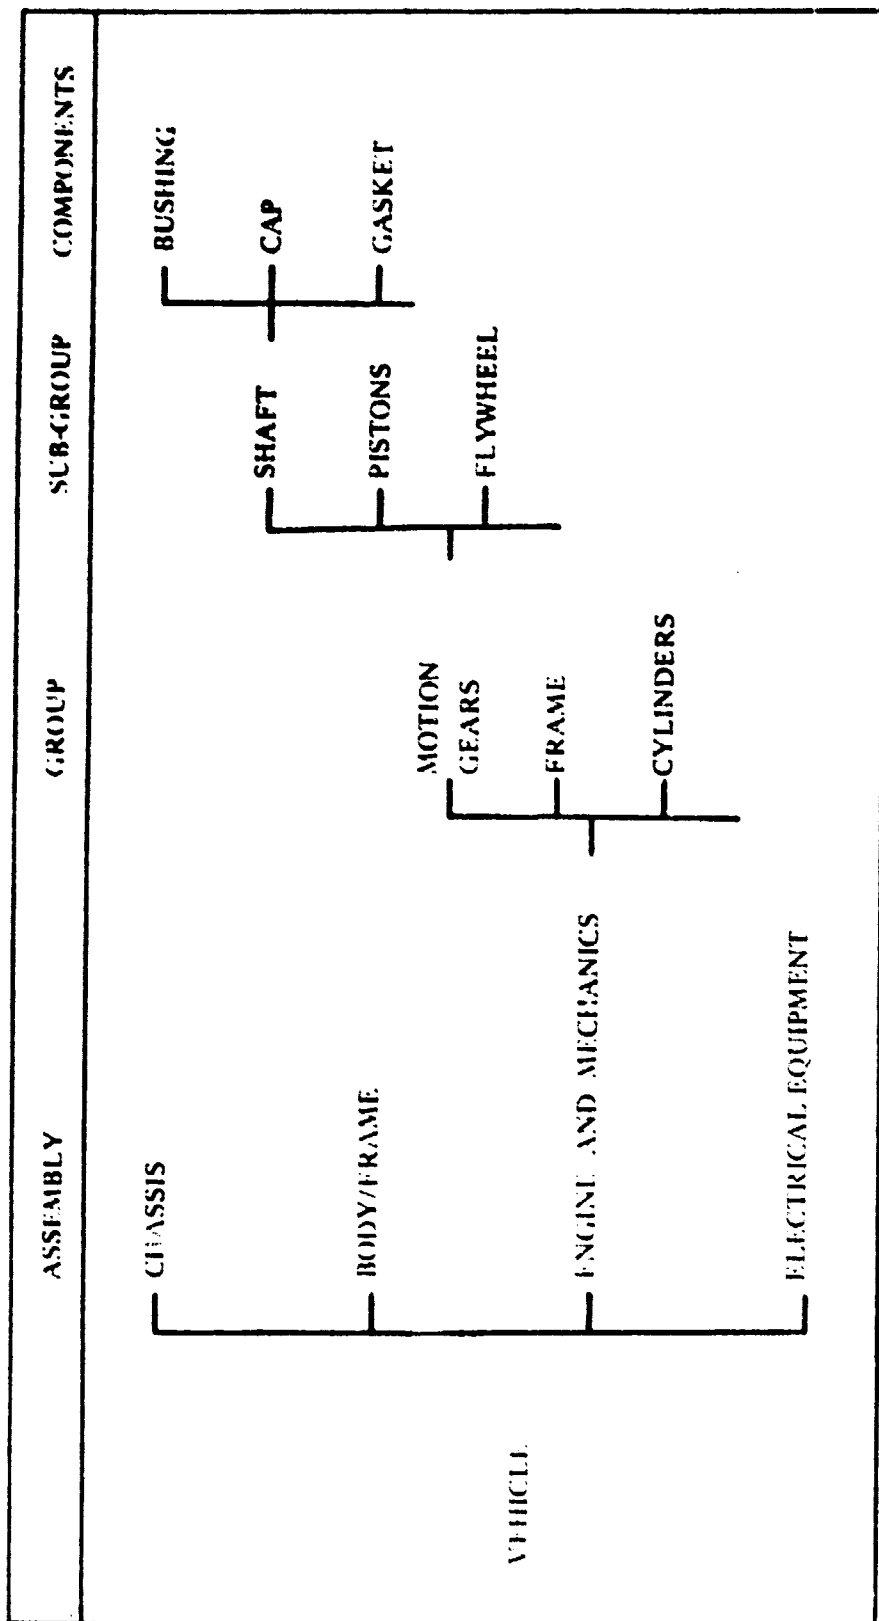 ASSEMBLY
GROUP
SUB-GROUP
COMPONENTS
VEHICLE
CHASSIS
BODY/FRAME
ENGINE AND MECHANICS
ELECTRICAL EQUIPMENT
MOTION
GEARS
FRAME
CYLINDERS
SHAFT
PISTONS
FLYWHEEL
BUSHING
CAP
GASKET